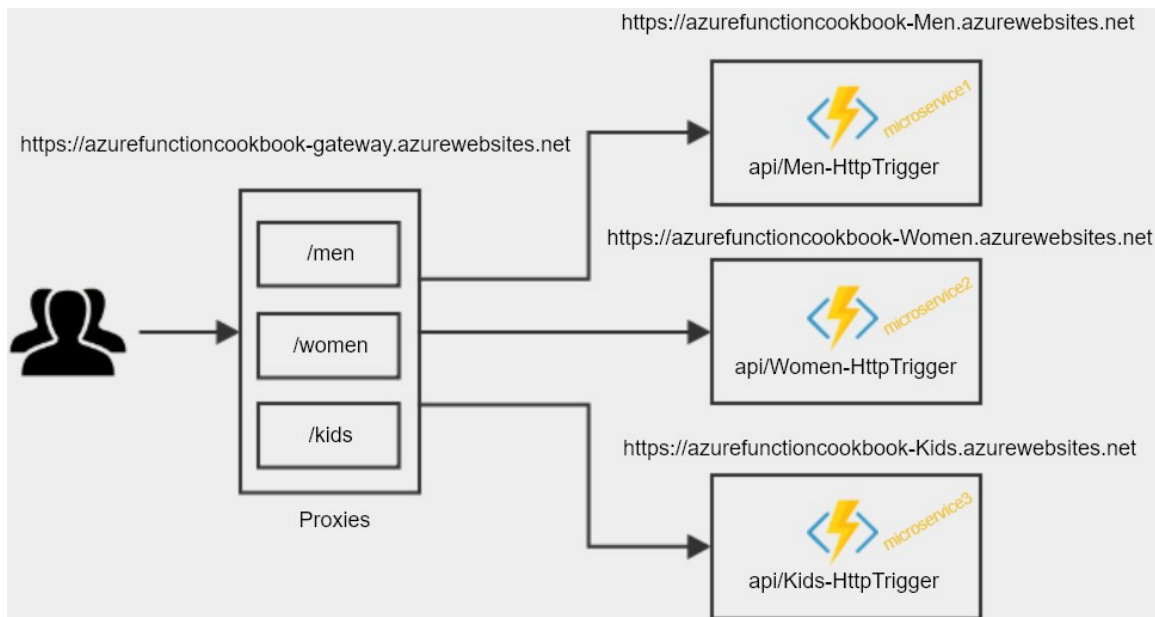 https://azurefunctioncookbook-Men.azurewebsites.net
microservice1
api/Men-HttpTrigger
https://azurefunctioncookbook-gateway.azurewebsites.net
/men
/women
/kids
Proxies
https://azurefunctioncookbook-Women.azurewebsites.net
microservice2
api/Women-HttpTrigger
https://azurefunctioncookbook-Kids.azurewebsites.net
microservice3
api/Kids-HttpTrigger